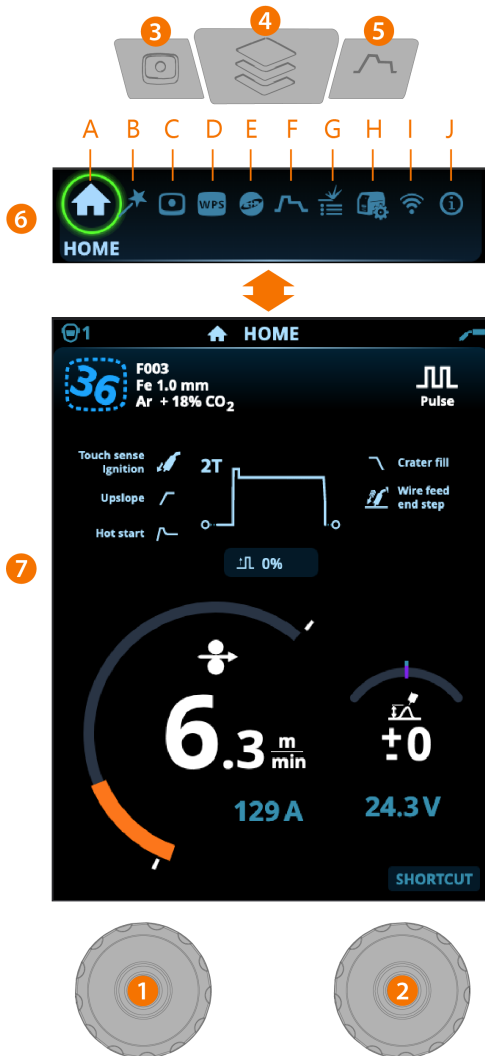 4
3
5
A B C D E F G H I J
WPS
6
HOME
1 HOME
36
F003
Fe 1.0 mm
Ar + 18% CO2
Pulse
Touch sense
Ignition
2T
Crater fill
Upslope
Wire feed
end step
Hot start
0%
7
6.3 m/min
±0
129 A
24.3 V
SHORTCUT
1
2